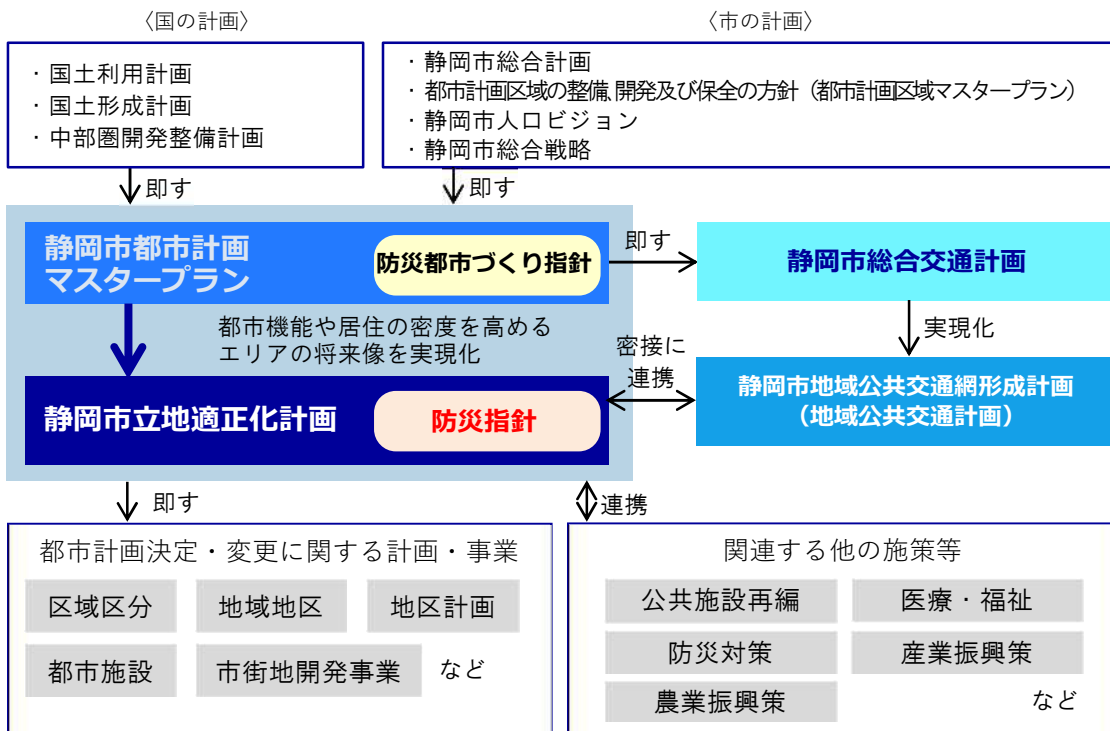 〈国の計画〉
・国土利用計画
・国土形成計画
・中部圏開発整備計画
〈市の計画〉
・静岡市総合計画
・都市計画区域の整備、開発及び保全の方針（都市計画区域マスタープラン）
・静岡市人口ビジョン
・静岡市総合戦略
即す
即す
静岡市都市計画
マスタープラン
防災都市づくり指針
即す
静岡市総合交通計画
都市機能や居住の密度を高める
エリアの将来像を実現化
実現化
密接に
連携
静岡市立地適正化計画
防災指針
静岡市地域公共交通網形成計画
（地域公共交通計画）
即す
連携
都市計画決定・変更に関する計画・事業
区域区分
地域地区
地区計画
都市施設
市街地開発事業
など
関連する他の施策等
公共施設再編
医療・福祉
防災対策
産業振興策
農業振興策
など